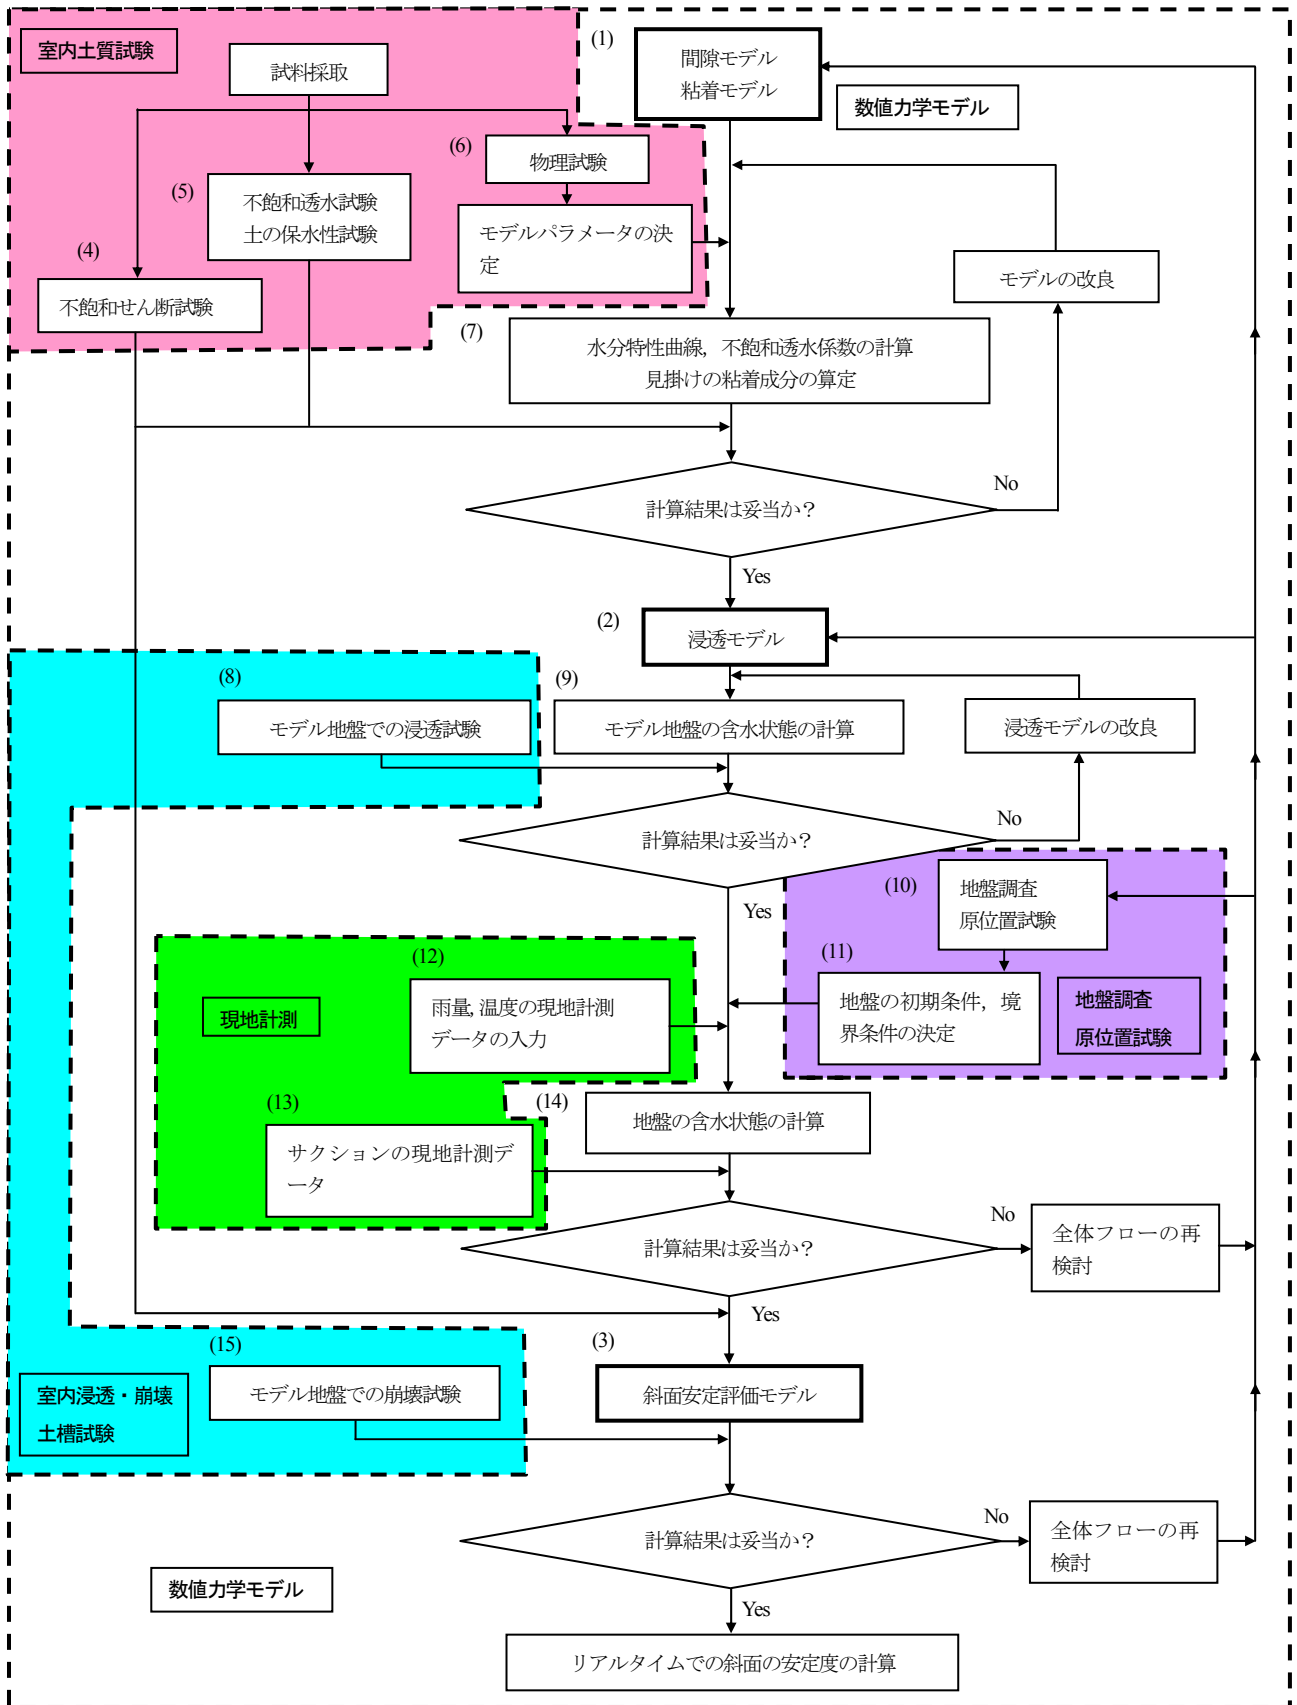 室内土質試験
試料採取
(1)
間隙モデル
粘着モデル
数値力学モデル
(6)
物理試験
(5)
不飽和透水試験
土の保水性試験
モデルパラメータの決
定
(4)
不飽和せん断試験
モデルの改良
(7)
水分特性曲線，不飽和透水係数の計算
見掛けの粘着成分の算定
計算結果は妥当か？
No
Yes
(2)
浸透モデル
(8)
モデル地盤での浸透試験
(9)
モデル地盤の含水状態の計算
浸透モデルの改良
計算結果は妥当か？
No
Yes
(10)
地盤調査
原位置試験
(11)
地盤の初期条件，境
界条件の決定
地盤調査
原位置試験
(12)
雨量,温度の現地計測
データの入力
現地計測
(13)
サクションの現地計測デ
ータ
(14)
地盤の含水状態の計算
計算結果は妥当か？
No
全体フローの再
検討
Yes
(3)
斜面安定評価モデル
(15)
モデル地盤での崩壊試験
室内浸透・崩壊
土槽試験
計算結果は妥当か？
No
全体フローの再
検討
Yes
数値力学モデル
リアルタイムでの斜面の安定度の計算